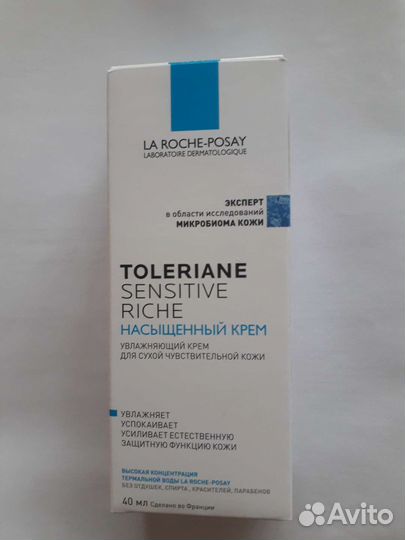 LA ROCHE-POSAY
LABORATOIRE DERMATOLOGIQUE
ЭКСПЕРТ
в области исследований
МИКРОБИОМА КОЖИ
TOLERIANE
SENSITIVE
RICHE
НАСЫЩЕННЫЙ КРЕМ
УВЛАЖНЯЮЩИЙ КРЕМ
ДЛЯ СУХОЙ ЧУВСТВИТЕЛЬНОЙ КОЖИ
УВЛАЖНЯЕТ
УСПОКАИВАЕТ
УСИЛИВАЕТ ЕСТЕСТВЕННУЮ
ЗАЩИТНУЮ ФУНКЦИЮ КОЖИ
ВЫСОКАЯ КОНЦЕНТРАЦИЯ
ТЕРМАЛЬНОЙ ВОДЫ LA ROCHE-POSAY
БЕЗ ОТДУШЕК, СПИРТА, КРАСИТЕЛЕЙ, ПАРАБЕНОВ
40 МЛ Сделано во Франции
Avito